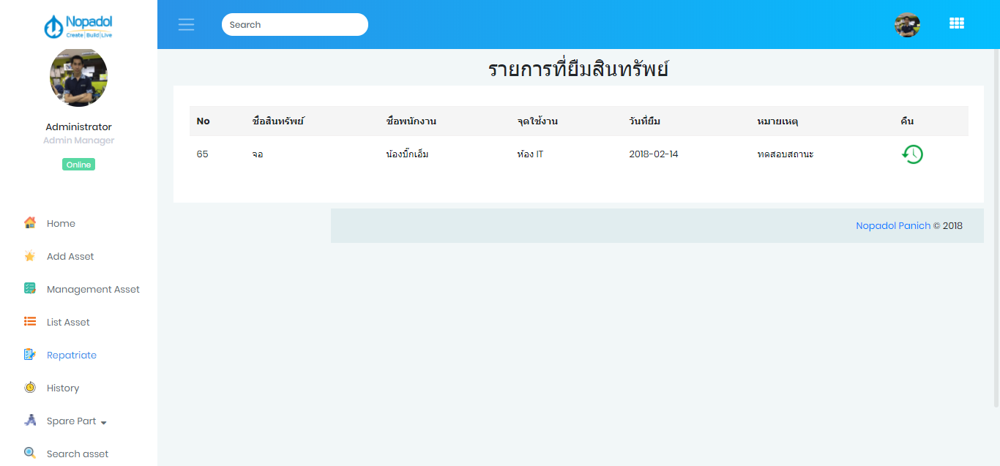 Nopadol
Create|Build|Live
Search
Administrator
Admin Manager
Online
Home
Add Asset
Management Asset
List Asset
Repatriate
History
Spare Part
Search asset
รายการที่ยืมสินทรัพย์
No ชื่อสินทรัพย์ ชื่อพนักงาน จุดใช้งาน วันที่ยืม หมายเหตุ คืน
65 จอ น้องบิ๊กเอ็ม ห้อง IT 2018-02-14 ทดสอบสถานะ
Nopadol Panich © 2018